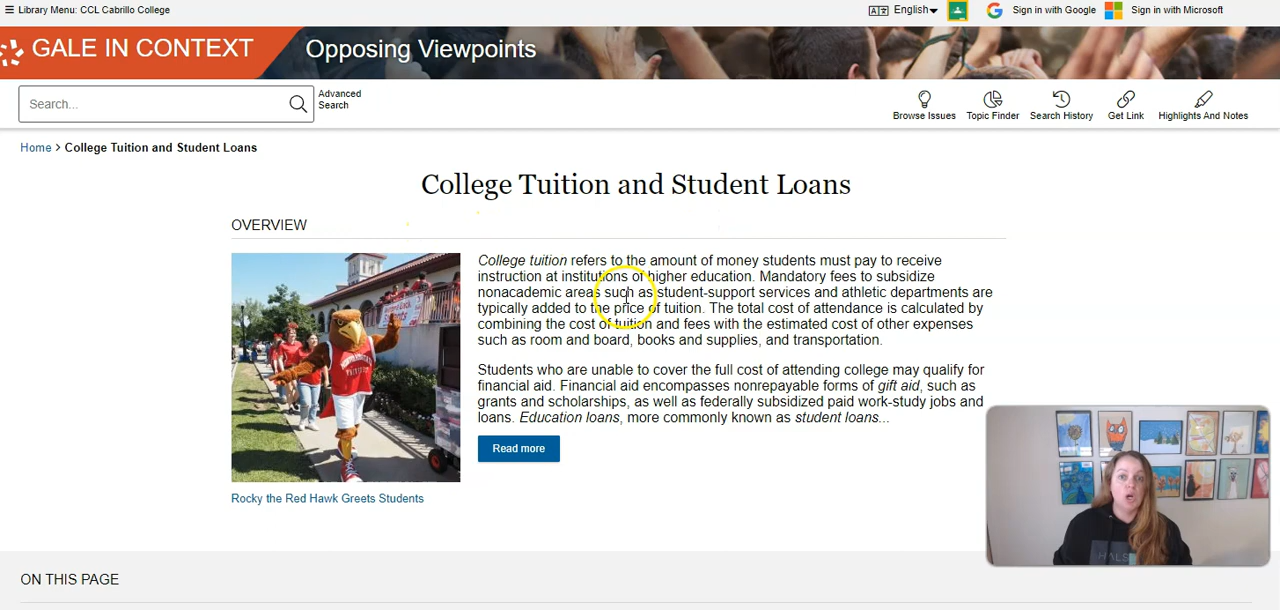 Library Menu: CCL Cabrillo College
English
Sign in with Google
Sign in with Microsoft
GALE IN CONTEXT
Opposing Viewpoints
Search...
Advanced
Search
Browse Issues
Topic Finder
Search History
Get Link
Highlights And Notes
Home > College Tuition and Student Loans
College Tuition and Student Loans
OVERVIEW
College tuition refers to the amount of money students must pay to receive
instruction at institutions of higher education. Mandatory fees to subsidize
nonacademic areas such as student-support services and athletic departments are
typically added to the price of tuition. The total cost of attendance is calculated by
combining the cost of tuition and fees with the estimated cost of other expenses
such as room and board, books and supplies, and transportation.
Students who are unable to cover the full cost of attending college may qualify for
financial aid. Financial aid encompasses nonrepayable forms of gift aid, such as
grants and scholarships, as well as federally subsidized paid work-study jobs and
loans. Education loans, more commonly known as student loans...
Read more
Rocky the Red Hawk Greets Students
ON THIS PAGE